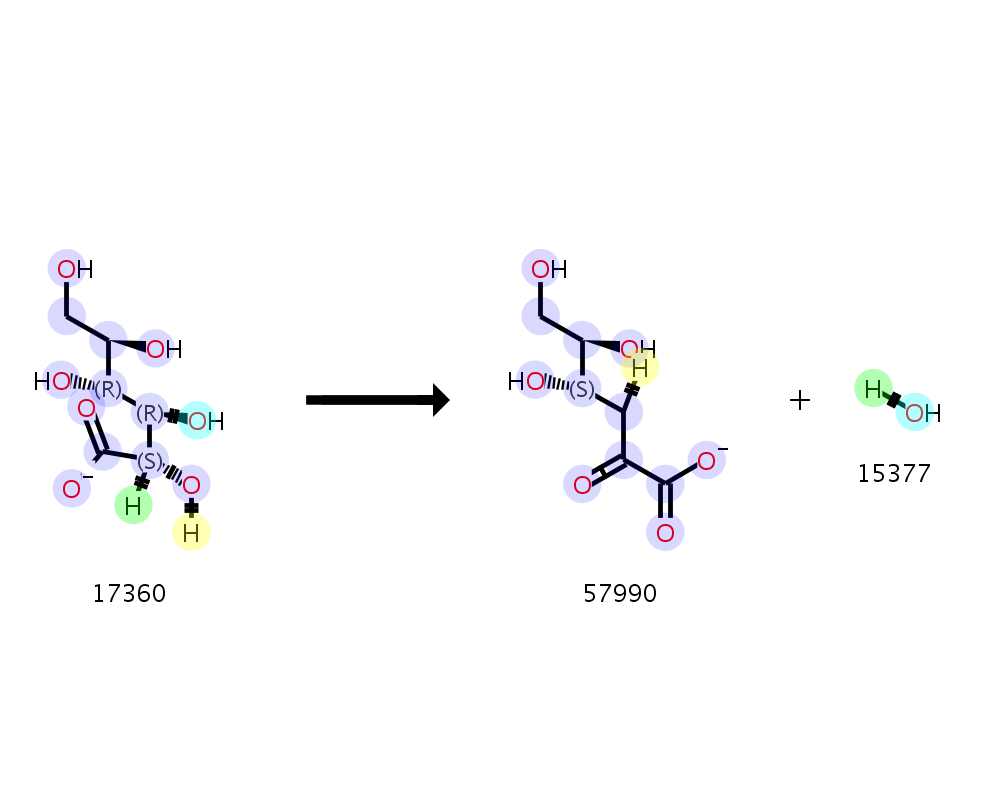 OH
OH
HO (R)
O
(R) OH
(S)
O⁻
O
H
H
17360
OH
OH
H
HO (S)
O⁻
O
O
57990
+
H
OH
15377